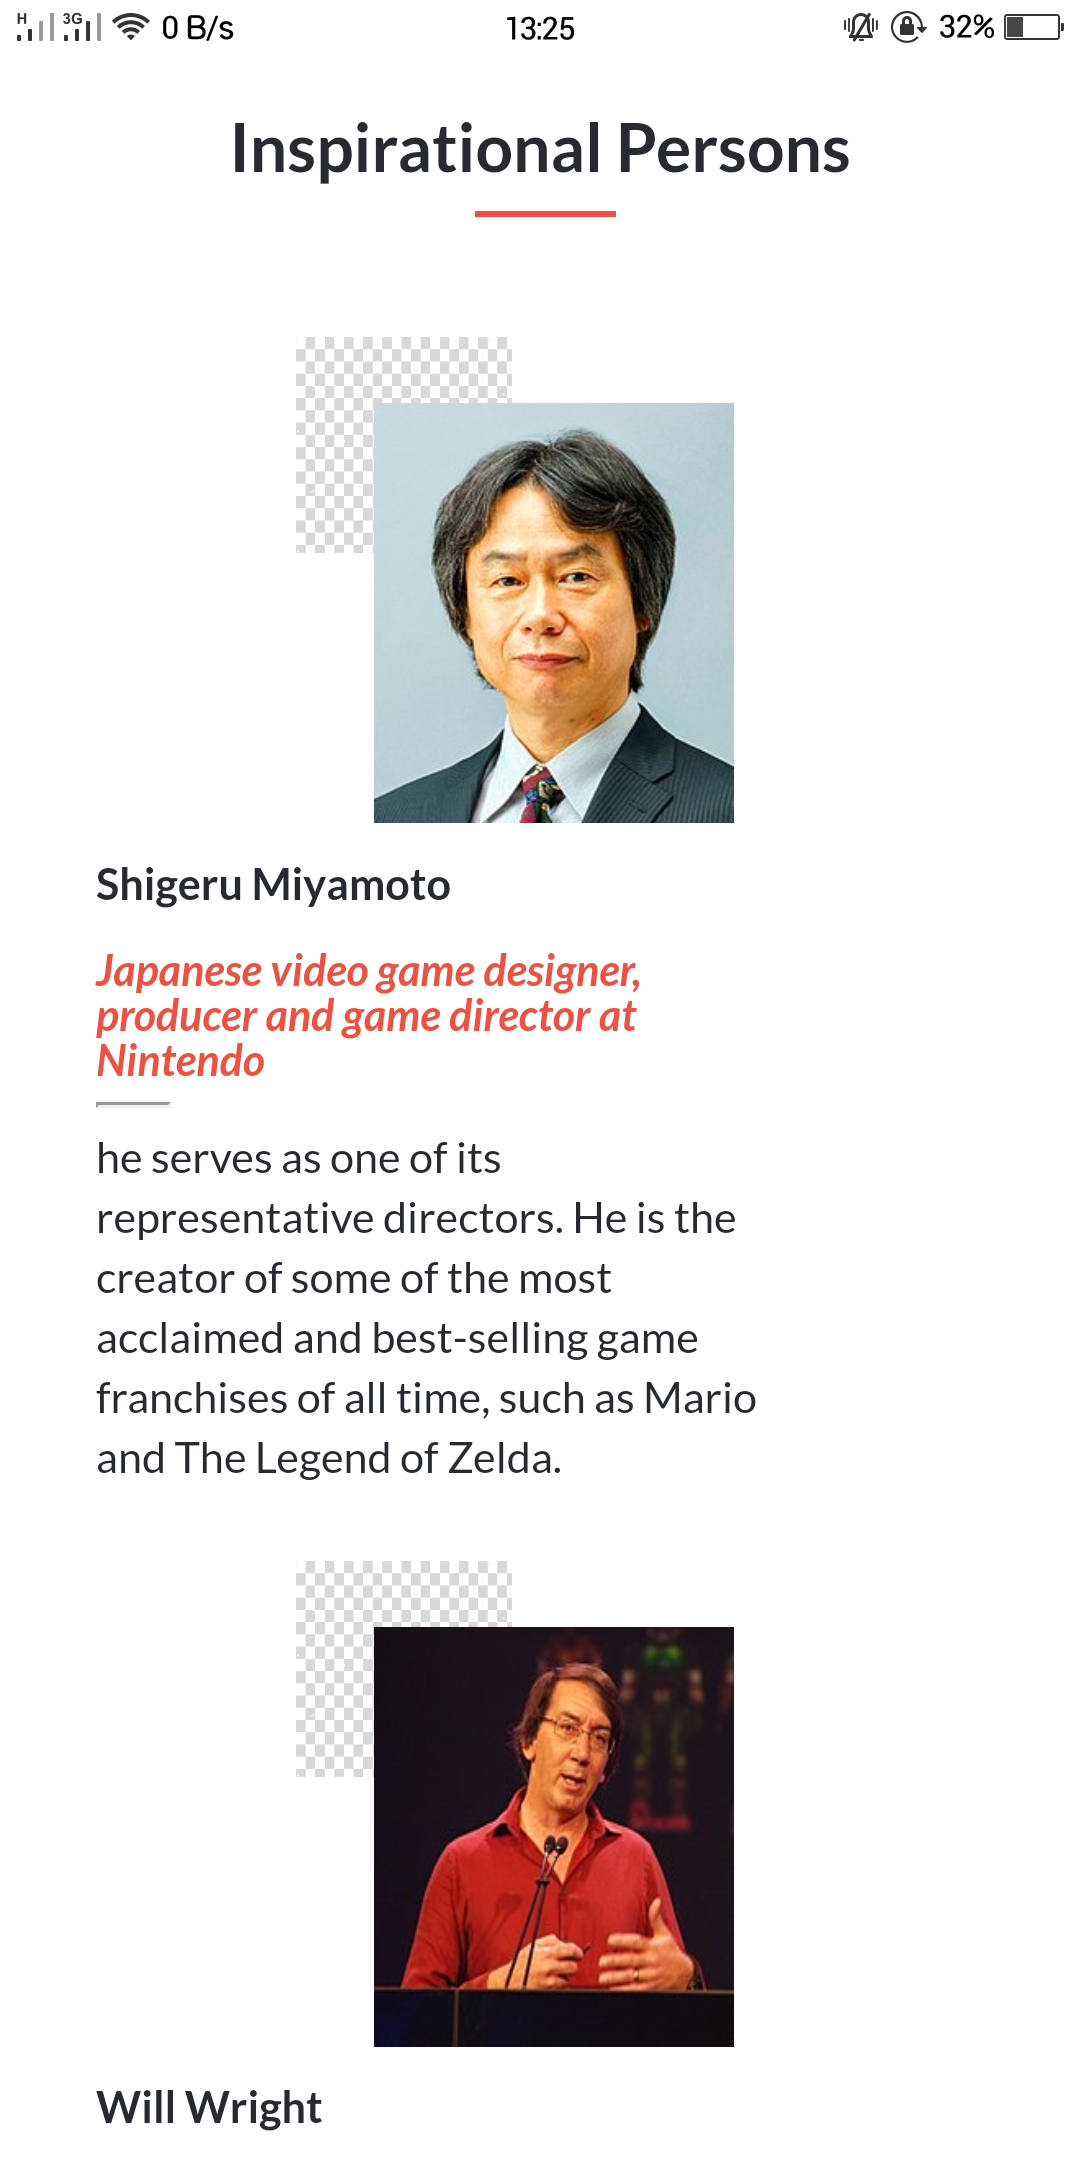 H 3G 0 B/s 13:25 32%
Inspirational Persons
Shigeru Miyamoto
Japanese video game designer,
producer and game director at
Nintendo
he serves as one of its
representative directors. He is the
creator of some of the most
acclaimed and best-selling game
franchises of all time, such as Mario
and The Legend of Zelda.
Will Wright